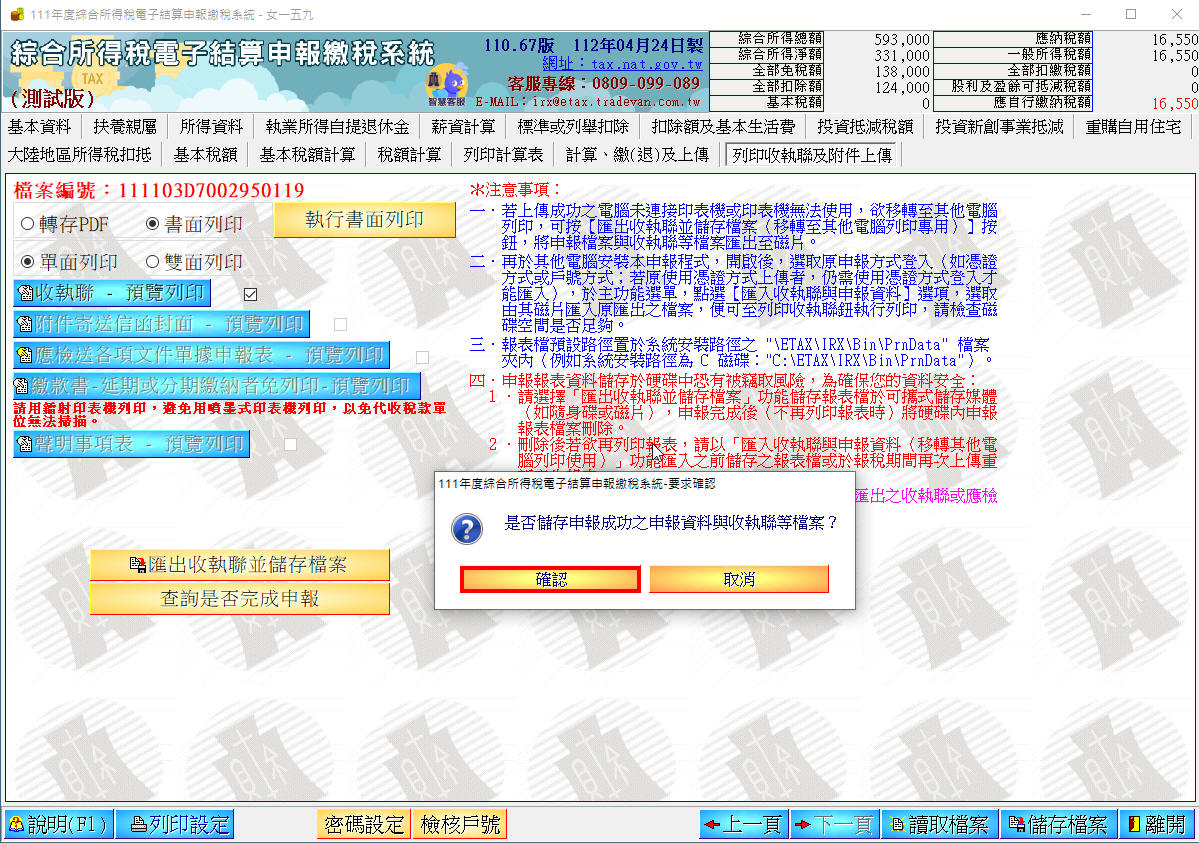 111年度綜合所得稅電子結算申報繳稅系統 - 女一五九
綜合所得稅電子結算申報繳稅系統
TAX
(測試版)
110.67版 112年04月24日製
網址：tax.nat.gov.tw
客服專線：0809-099-089
E-MAIL：irx@etax.tradevan.com.tw
智慧客服
綜合所得總額 593,000 應納稅額 16,550
綜合所得淨額 331,000 一般所得稅額 16,550
全部免稅額 138,000 全部扣繳稅額 0
全部扣除額 124,000 股利及盈餘可抵減稅額 0
基本稅額 0 應自行繳納稅額 16,550
基本資料 扶養親屬 所得資料 執業所得自提退休金 薪資計算 標準或列舉扣除 扣除額及基本生活費 投資抵減稅額 投資新創事業抵減 重購自用住宅
大陸地區所得稅扣抵 基本稅額 基本稅額計算 稅額計算 列印計算表 計算、繳(退)及上傳 列印收執聯及附件上傳
檔案編號：111103D7002950119
轉存PDF 書面列印 執行書面列印
單面列印 雙面列印
收執聯 - 預覽列印
附件寄送信函封面 - 預覽列印
應檢送各項文件單據申報表 - 預覽列印
繳款書-延期或分期繳納者免列印-預覽列印
請用鐳射印表機列印，避免用噴墨式印表機列印，以免代收稅款單
位無法掃描。
聲明事項表 - 預覽列印
匯出收執聯並儲存檔案
查詢是否完成申報
＊注意事項：
一．若上傳成功之電腦未連接印表機或印表機無法使用，欲移轉至其他電腦
列印，可按［匯出收執聯並儲存檔案（移轉至其他電腦列印專用）］按
鈕，將申報檔案與收執聯等檔案匯出至磁片。
二．再於其他電腦安裝本申報程式，開啟後，選取原申報方式登入（如憑證
方式或戶號方式；若原使用憑證方式上傳者，仍需使用憑證方式登入才
能匯入），於主功能選單，點選［匯入收執聯與申報資料］選項，選取
由其磁片匯入原匯出之檔案，便可至列印收執聯鈕執行列印，請檢查磁
碟空間是否足夠。
三．報表檔預設路徑置於系統安裝路徑之 "\ETAX\IRX\Bin\PrnData" 檔案
夾內（例如系統安裝路徑為 C 磁碟："C:\ETAX\IRX\Bin\PrnData"）。
四．申報報表資料儲存於硬碟中恐有被竊取風險，為確保您的資料安全：
1．請選擇「匯出收執聯並儲存檔案」功能儲存報表檔於可攜式儲存媒體
（如隨身碟或磁片），申報完成後（不再列印報表時）將硬碟內申報
報表檔案刪除。
2．刪除後若欲再列印報表，請以「匯入收執聯與申報資料（移轉其他電
腦列印使用）」功能匯入之前儲存之報表檔或於報稅期間再次上傳重
匯出之收執聯或應檢
111年度綜合所得稅電子結算申報繳稅系統-要求確認
是否儲存申報成功之申報資料與收執聯等檔案？
確認 取消
說明(F1) 列印設定 密碼設定 檢核戶號 上一頁 下一頁 讀取檔案 儲存檔案 離開